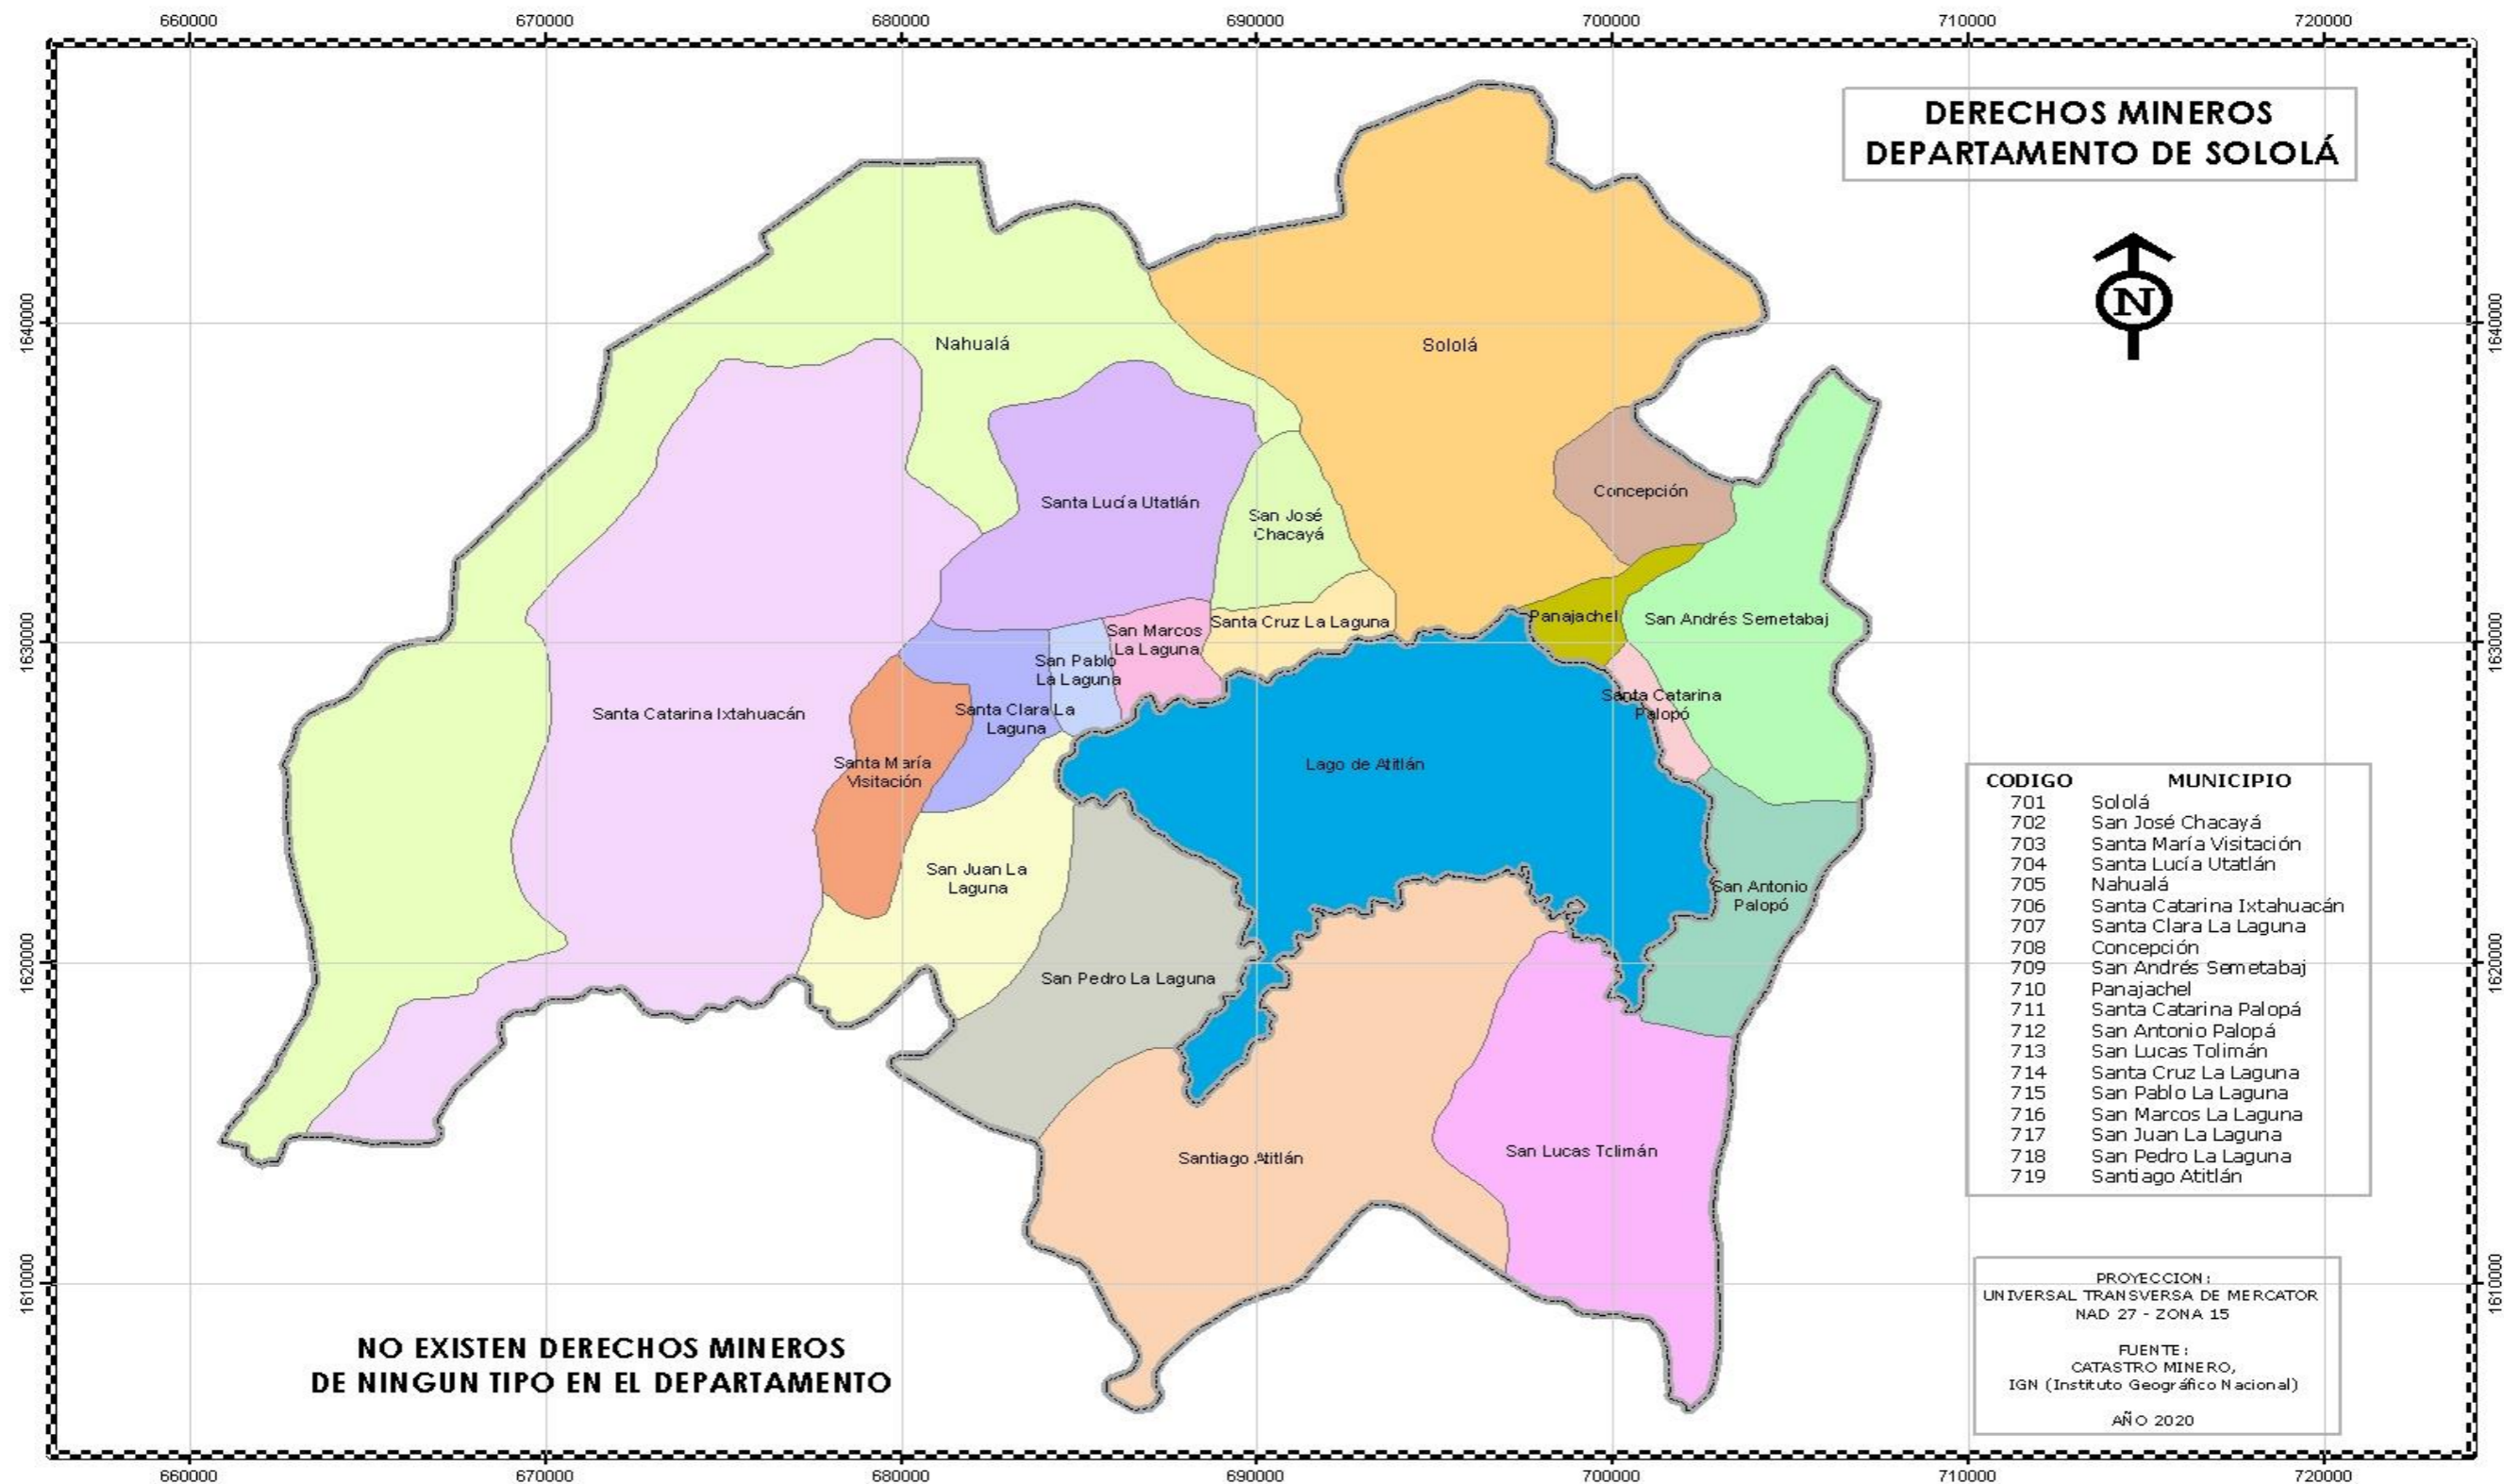 660000 670000 680000 690000 700000 710000 720000
DERECHOS MINEROS
DEPARTAMENTO DE SOLOLÁ
N
1640000
1640000
Nahualá
Sololá
Concepción
Santa Lucía Utatlán
San José
Chacayá
Panajachel
San Andrés Semetabaj
Santa Cruz La Laguna
San Marcos
La Laguna
1630000
1630000
San Pablo
La Laguna
Santa Catarina
Palopó
Santa Catarina Ixtahuacán
Santa Clara La
Laguna
Santa María
Visitación
Lago de Atitlán
San Juan La
Laguna
San Antonio
Palopó
1620000
1620000
San Pedro La Laguna
Santiago Atitlán
San Lucas Tolimán
CODIGO MUNICIPIO
701 Sololá
702 San José Chacayá
703 Santa María Visitación
704 Santa Lucía Utatlán
705 Nahualá
706 Santa Catarina Ixtahuacán
707 Santa Clara La Laguna
708 Concepción
709 San Andrés Semetabaj
710 Panajachel
711 Santa Catarina Palopá
712 San Antonio Palopá
713 San Lucas Tolimán
714 Santa Cruz La Laguna
715 San Pablo La Laguna
716 San Marcos La Laguna
717 San Juan La Laguna
718 San Pedro La Laguna
719 Santiago Atitlán
1610000
1610000
PROYECCION:
UNIVERSAL TRANSVERSA DE MERCATOR
NAD 27 - ZONA 15
FUENTE:
CATASTRO MINERO,
IGN (Instituto Geográfico Nacional)
AÑO 2020
NO EXISTEN DERECHOS MINEROS
DE NINGUN TIPO EN EL DEPARTAMENTO
660000 670000 680000 690000 700000 710000 720000